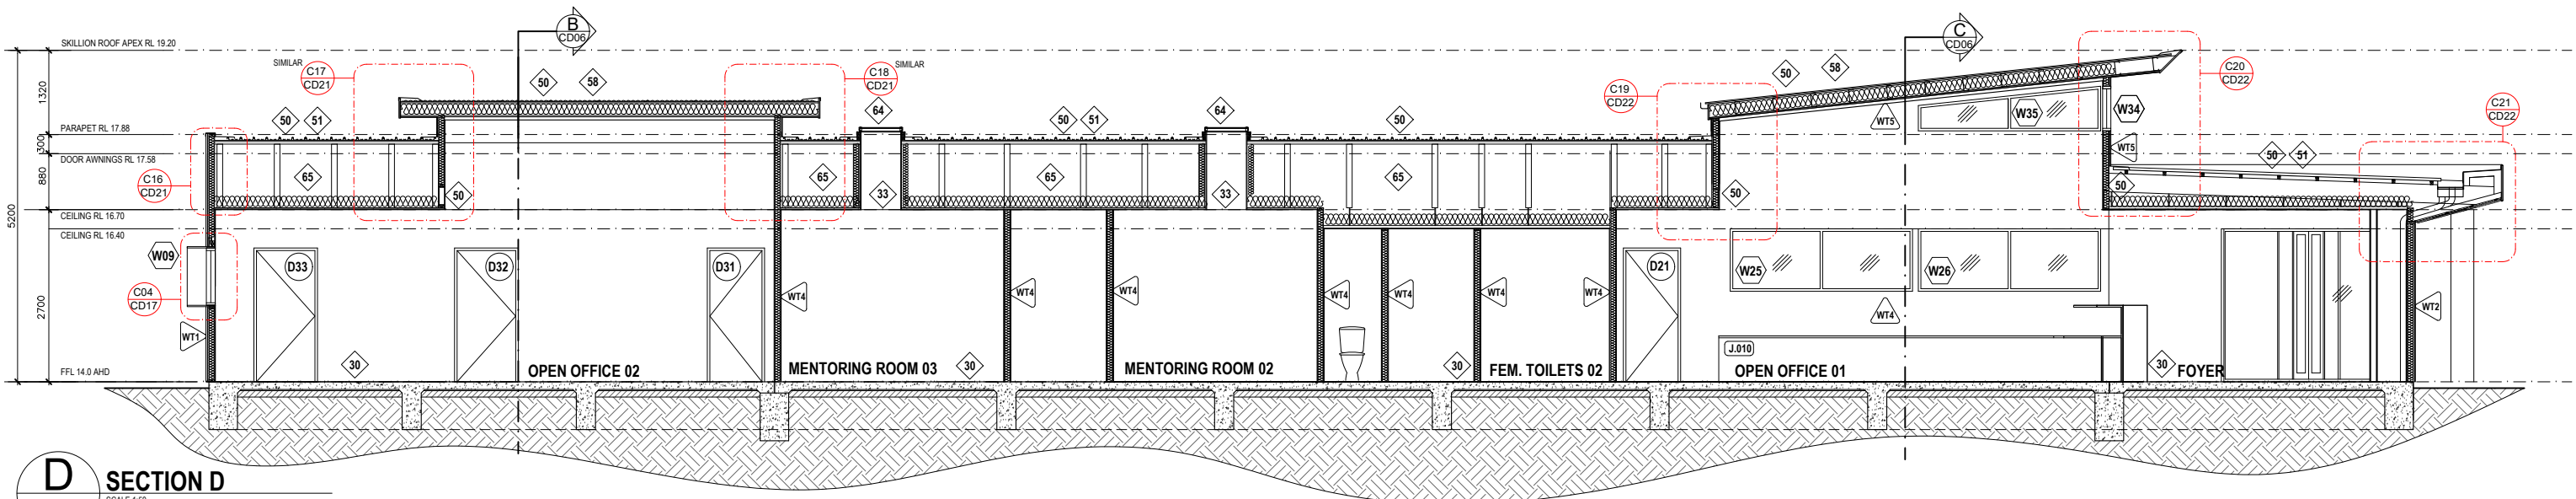 B
CD06
C
CD06
SKILLION ROOF APEX RL 19.20
SIMILAR
C17
CD21
C18
CD21
SIMILAR
50
58
50
58
C20
CD22
C19
CD22
C21
CD22
1320
64
64
W35
W34
WT5
PARAPET RL 17.88
50
51
50
51
50
300
WT5
50
51
DOOR AWNINGS RL 17.58
C16
CD21
65
65
65
65
880
50
33
33
50
50
CEILING RL 16.70
5200
CEILING RL 16.40
W09
D33
D32
D31
D21
W25
W26
C04
CD17
WT4
WT4
WT4
WT4
WT4
WT4
WT4
WT4
WT2
2700
WT1
J.010
FFL 14.0 AHD
30
OPEN OFFICE 02
MENTORING ROOM 03
30
MENTORING ROOM 02
30
FEM. TOILETS 02
OPEN OFFICE 01
30
FOYER
D
SECTION D
SCALE 1:50